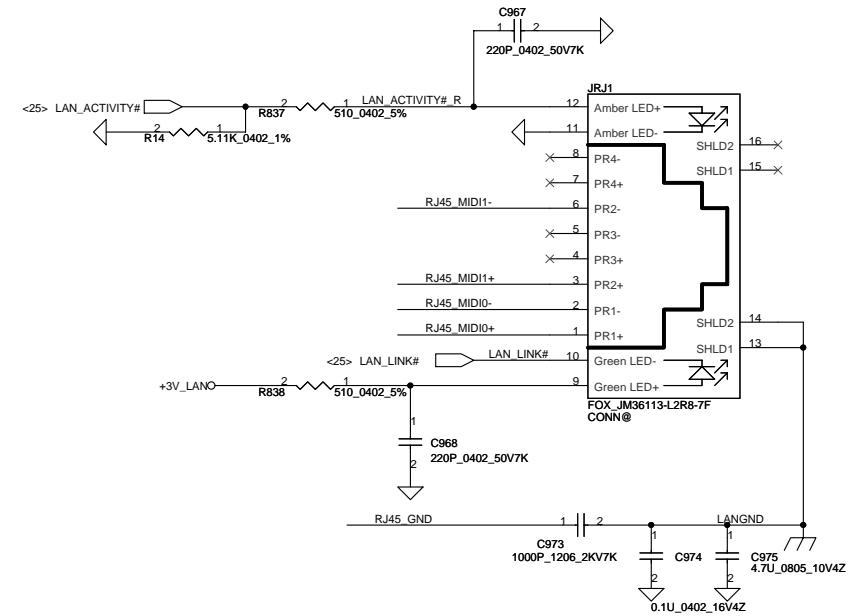 C967
1 2
220P_0402_50V7K
JRJ1
<25> LAN_ACTIVITY#
2 1
R837
510_0402_5%
LAN_ACTIVITY#_R
12 Amber LED+
2 1
R14
5.11K_0402_1%
11 Amber LED-
SHLD2 16
8 PR4-
SHLD1 15
7 PR4+
RJ45_MIDI1- 6 PR2-
5 PR3-
4 PR3+
RJ45_MIDI1+ 3 PR2+
RJ45_MIDI0- 2 PR1-
SHLD2 14
RJ45_MIDI0+ 1 PR1+
SHLD1 13
<25> LAN_LINK#
LAN_LINK# 10 Green LED-
+3V_LAN
2 1
R838
510_0402_5%
9 Green LED+
FOX_JM36113-L2R8-7F
CONN@
1
C968
2
220P_0402_50V7K
RJ45_GND
1 2
C973
1000P_1206_2KV7K
LANGND
1
C974
2
0.1U_0402_16V4Z
1
C975
2
4.7U_0805_10V4Z